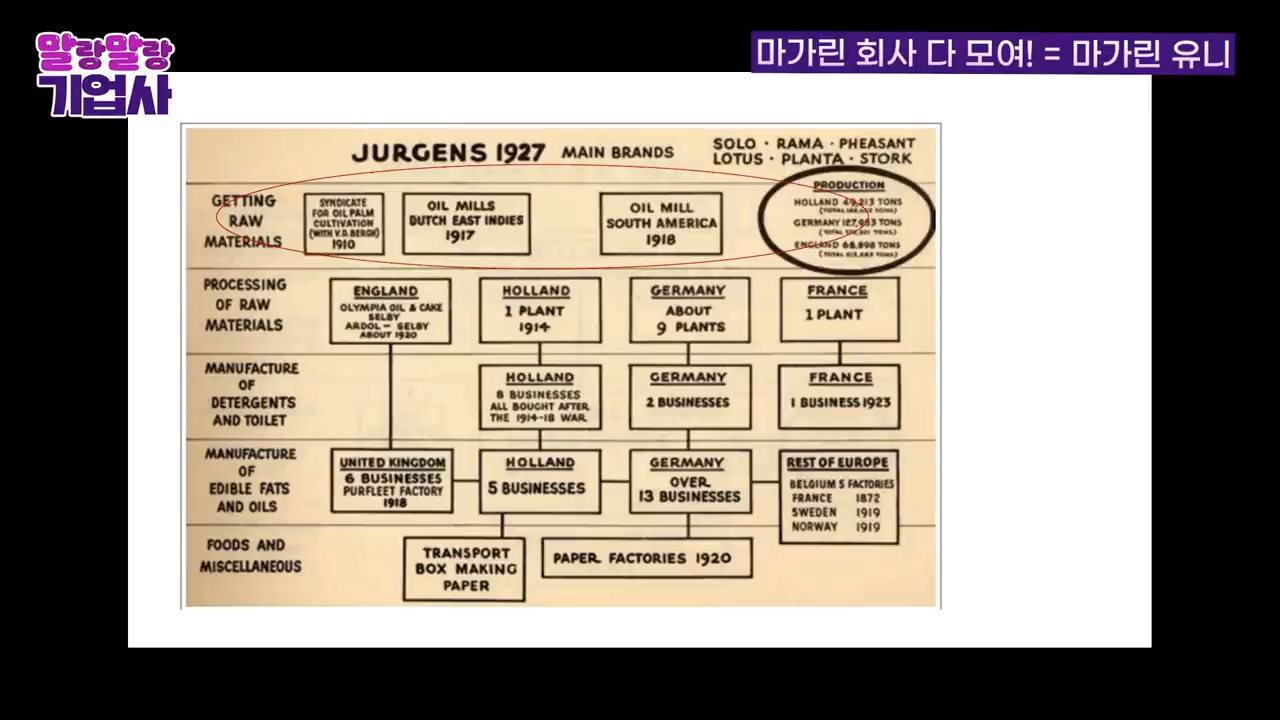 말랑말랑
기업사
마가린 회사 다 모여! = 마가린 유니
JURGENS 1927 MAIN BRANDS
SOLO · RAMA · PHEASANT
LOTUS · PLANTA · STORK
GETTING
RAW
MATERIALS
SYNDICATE
FOR OIL PALM
CULTIVATION
(WITH V.D. BERGH)
1910
OIL MILLS
DUTCH EAST INDIES
1917
OIL MILL
SOUTH AMERICA
1918
PRODUCTION
HOLLAND 49,213 TONS
GERMANY 127,953 TONS
ENGLAND 68,898 TONS
PROCESSING
OF RAW
MATERIALS
ENGLAND
OLYMPIA OIL & CAKE
SELBY
ARDOL - SELBY
ABOUT 1920
HOLLAND
1 PLANT
1914
GERMANY
ABOUT
9 PLANTS
FRANCE
1 PLANT
MANUFACTURE
OF
DETERGENTS
AND TOILET
HOLLAND
8 BUSINESSES
ALL BOUGHT AFTER
THE 1914-18 WAR
GERMANY
2 BUSINESSES
FRANCE
1 BUSINESS 1923
MANUFACTURE
OF
EDIBLE FATS
AND OILS
UNITED KINGDOM
6 BUSINESSES
PURFLEET FACTORY
1918
HOLLAND
5 BUSINESSES
GERMANY
OVER
13 BUSINESSES
REST OF EUROPE
BELGIUM 5 FACTORIES
FRANCE 1872
SWEDEN 1919
NORWAY 1919
FOODS AND
MISCELLANEOUS
TRANSPORT
BOX MAKING
PAPER
PAPER FACTORIES 1920